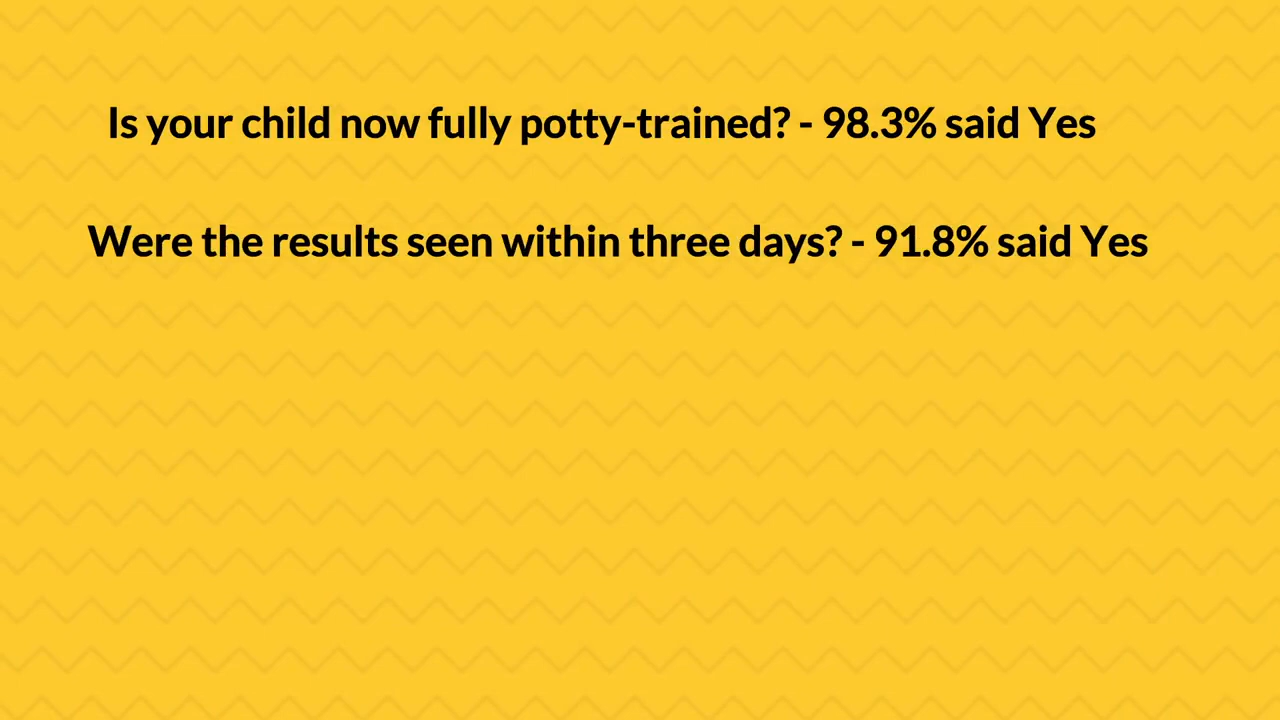 Is your child now fully potty-trained? - 98.3% said Yes
Were the results seen within three days? - 91.8% said Yes